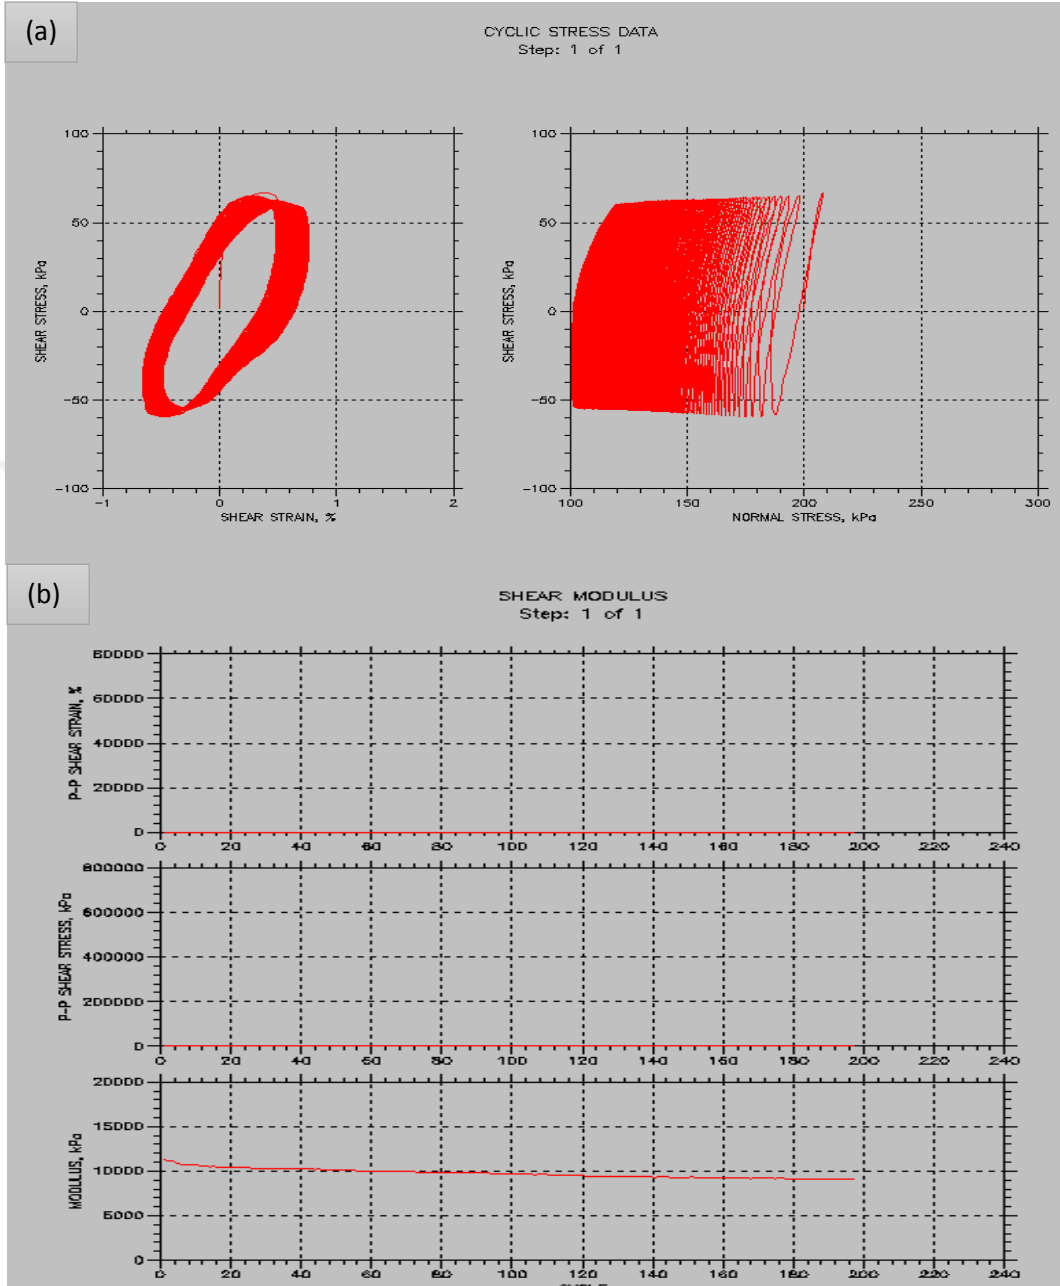 (a)
CYCLIC STRESS DATA
Step: 1 of 1
100
50
0
-50
-100
SHEAR STRESS, kPa
-1 0 1 2
SHEAR STRAIN, %
100
50
0
-50
-100
SHEAR STRESS, kPa
100 150 200 250 300
NORMAL STRESS, kPa
(b)
SHEAR MODULUS
Step: 1 of 1
80000
60000
40000
20000
0
P-P SHEAR STRAIN, %
0 20 40 60 80 100 120 140 160 180 200 220 240
800000
600000
400000
200000
0
P-P SHEAR STRESS, kPa
0 20 40 60 80 100 120 140 160 180 200 220 240
20000
15000
10000
5000
0
MODULUS, kPa
0 20 40 60 80 100 120 140 160 180 200 220 240